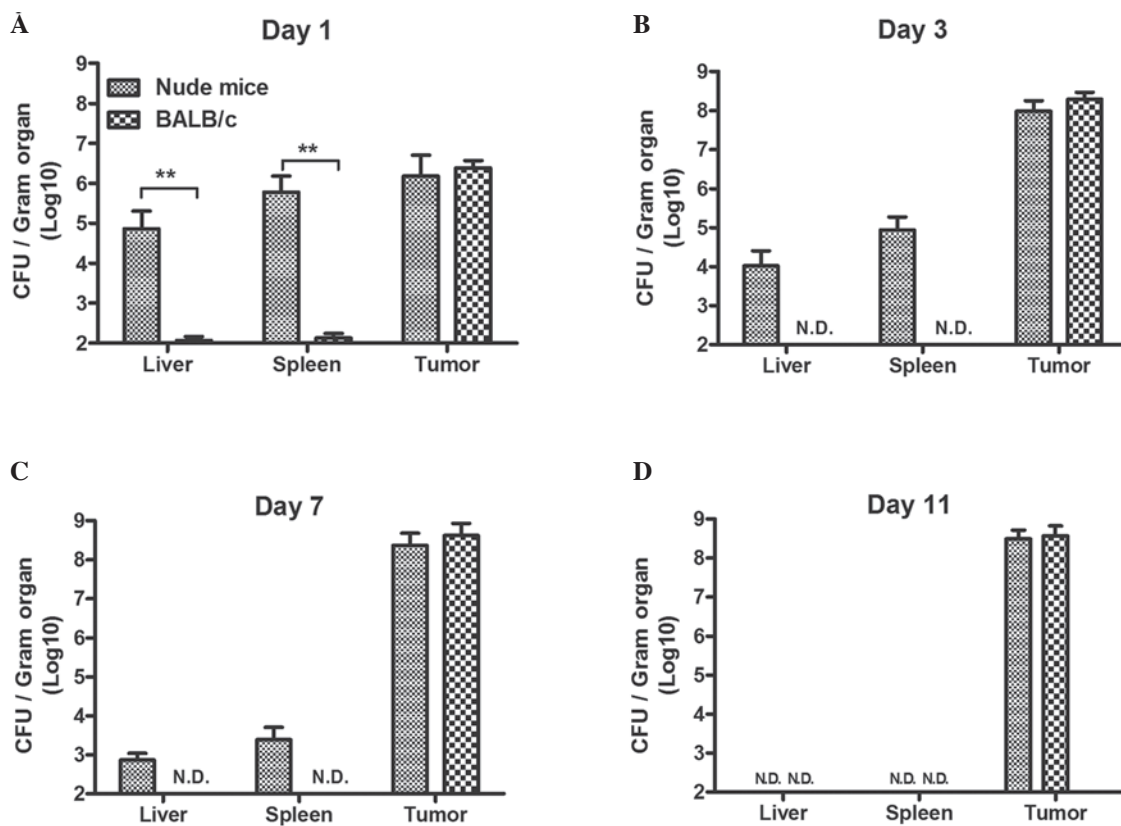 A
Day 1
CFU / Gram organ
(Log10)
9
8
7
6
5
4
3
2
Nude mice
BALB/c
**
**
Liver Spleen Tumor
B
Day 3
CFU / Gram organ
(Log10)
9
8
7
6
5
4
3
2
N.D. N.D.
Liver Spleen Tumor
C
Day 7
CFU / Gram organ
(Log10)
9
8
7
6
5
4
3
2
N.D. N.D.
Liver Spleen Tumor
D
Day 11
CFU / Gram organ
(Log10)
9
8
7
6
5
4
3
2
N.D. N.D. N.D. N.D.
Liver Spleen Tumor